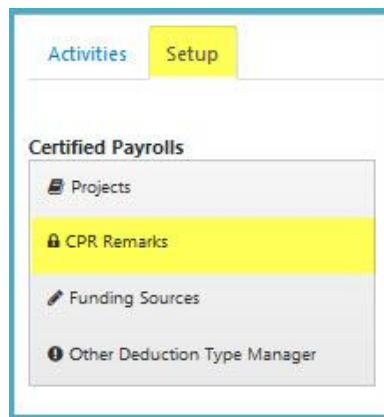 Activities Setup
Certified Payrolls
Projects
CPR Remarks
Funding Sources
Other Deduction Type Manager